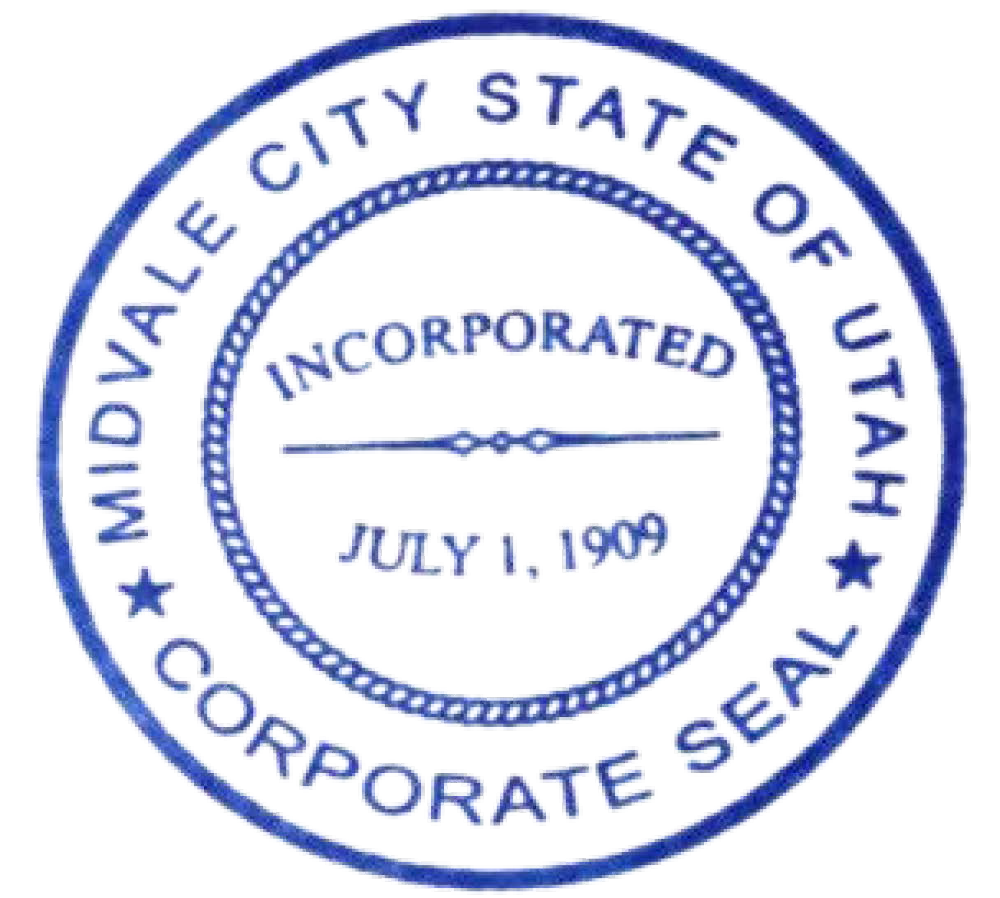 MIDVALE CITY STATE OF UTAH
INCORPORATED
JULY 1, 1909
★ CORPORATE SEAL ★